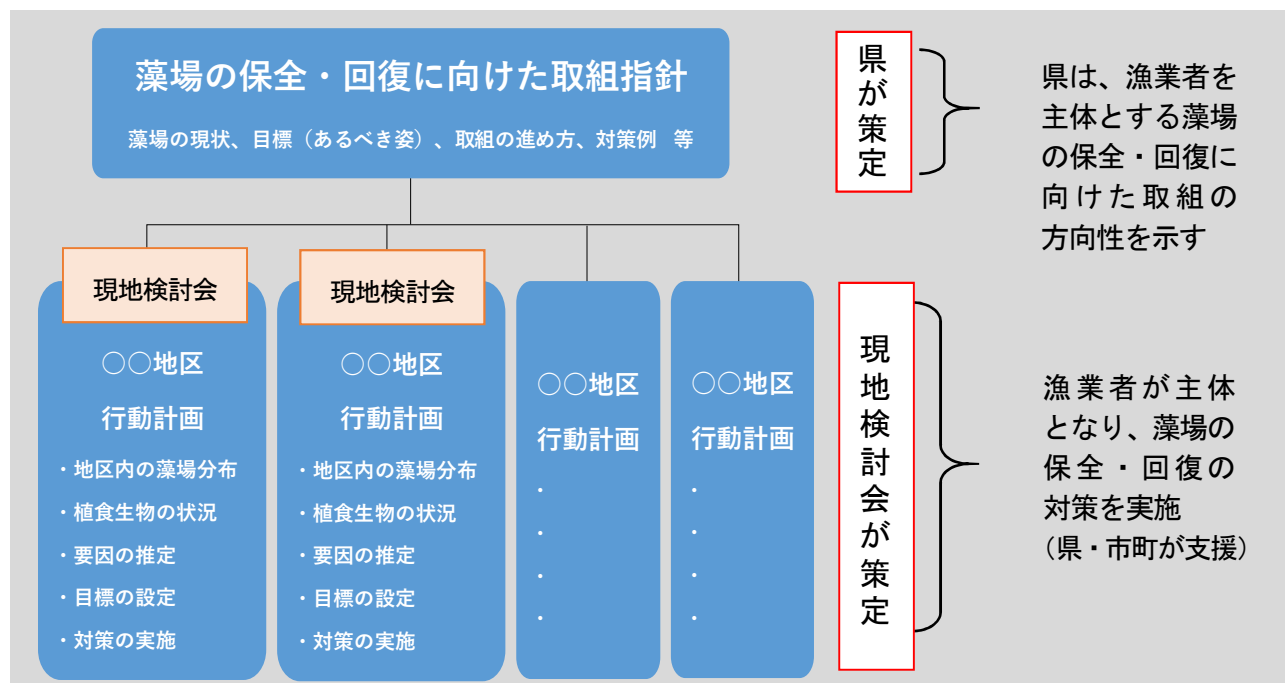 藻場の保全・回復に向けた取組指針
藻場の現状、目標（あるべき姿）、取組の進め方、対策例　等
県が策定
県は、漁業者を
主体とする藻場
の保全・回復に
向けた取組の
方向性を示す
現地検討会
○○地区
行動計画
・地区内の藻場分布
・植食生物の状況
・要因の推定
・目標の設定
・対策の実施
現地検討会
○○地区
行動計画
・地区内の藻場分布
・植食生物の状況
・要因の推定
・目標の設定
・対策の実施
○○地区
行動計画
・
・
・
・
○○地区
行動計画
・
・
・
・
現地検討会が策定
漁業者が主体
となり、藻場の
保全・回復の
対策を実施
（県・市町が支援）